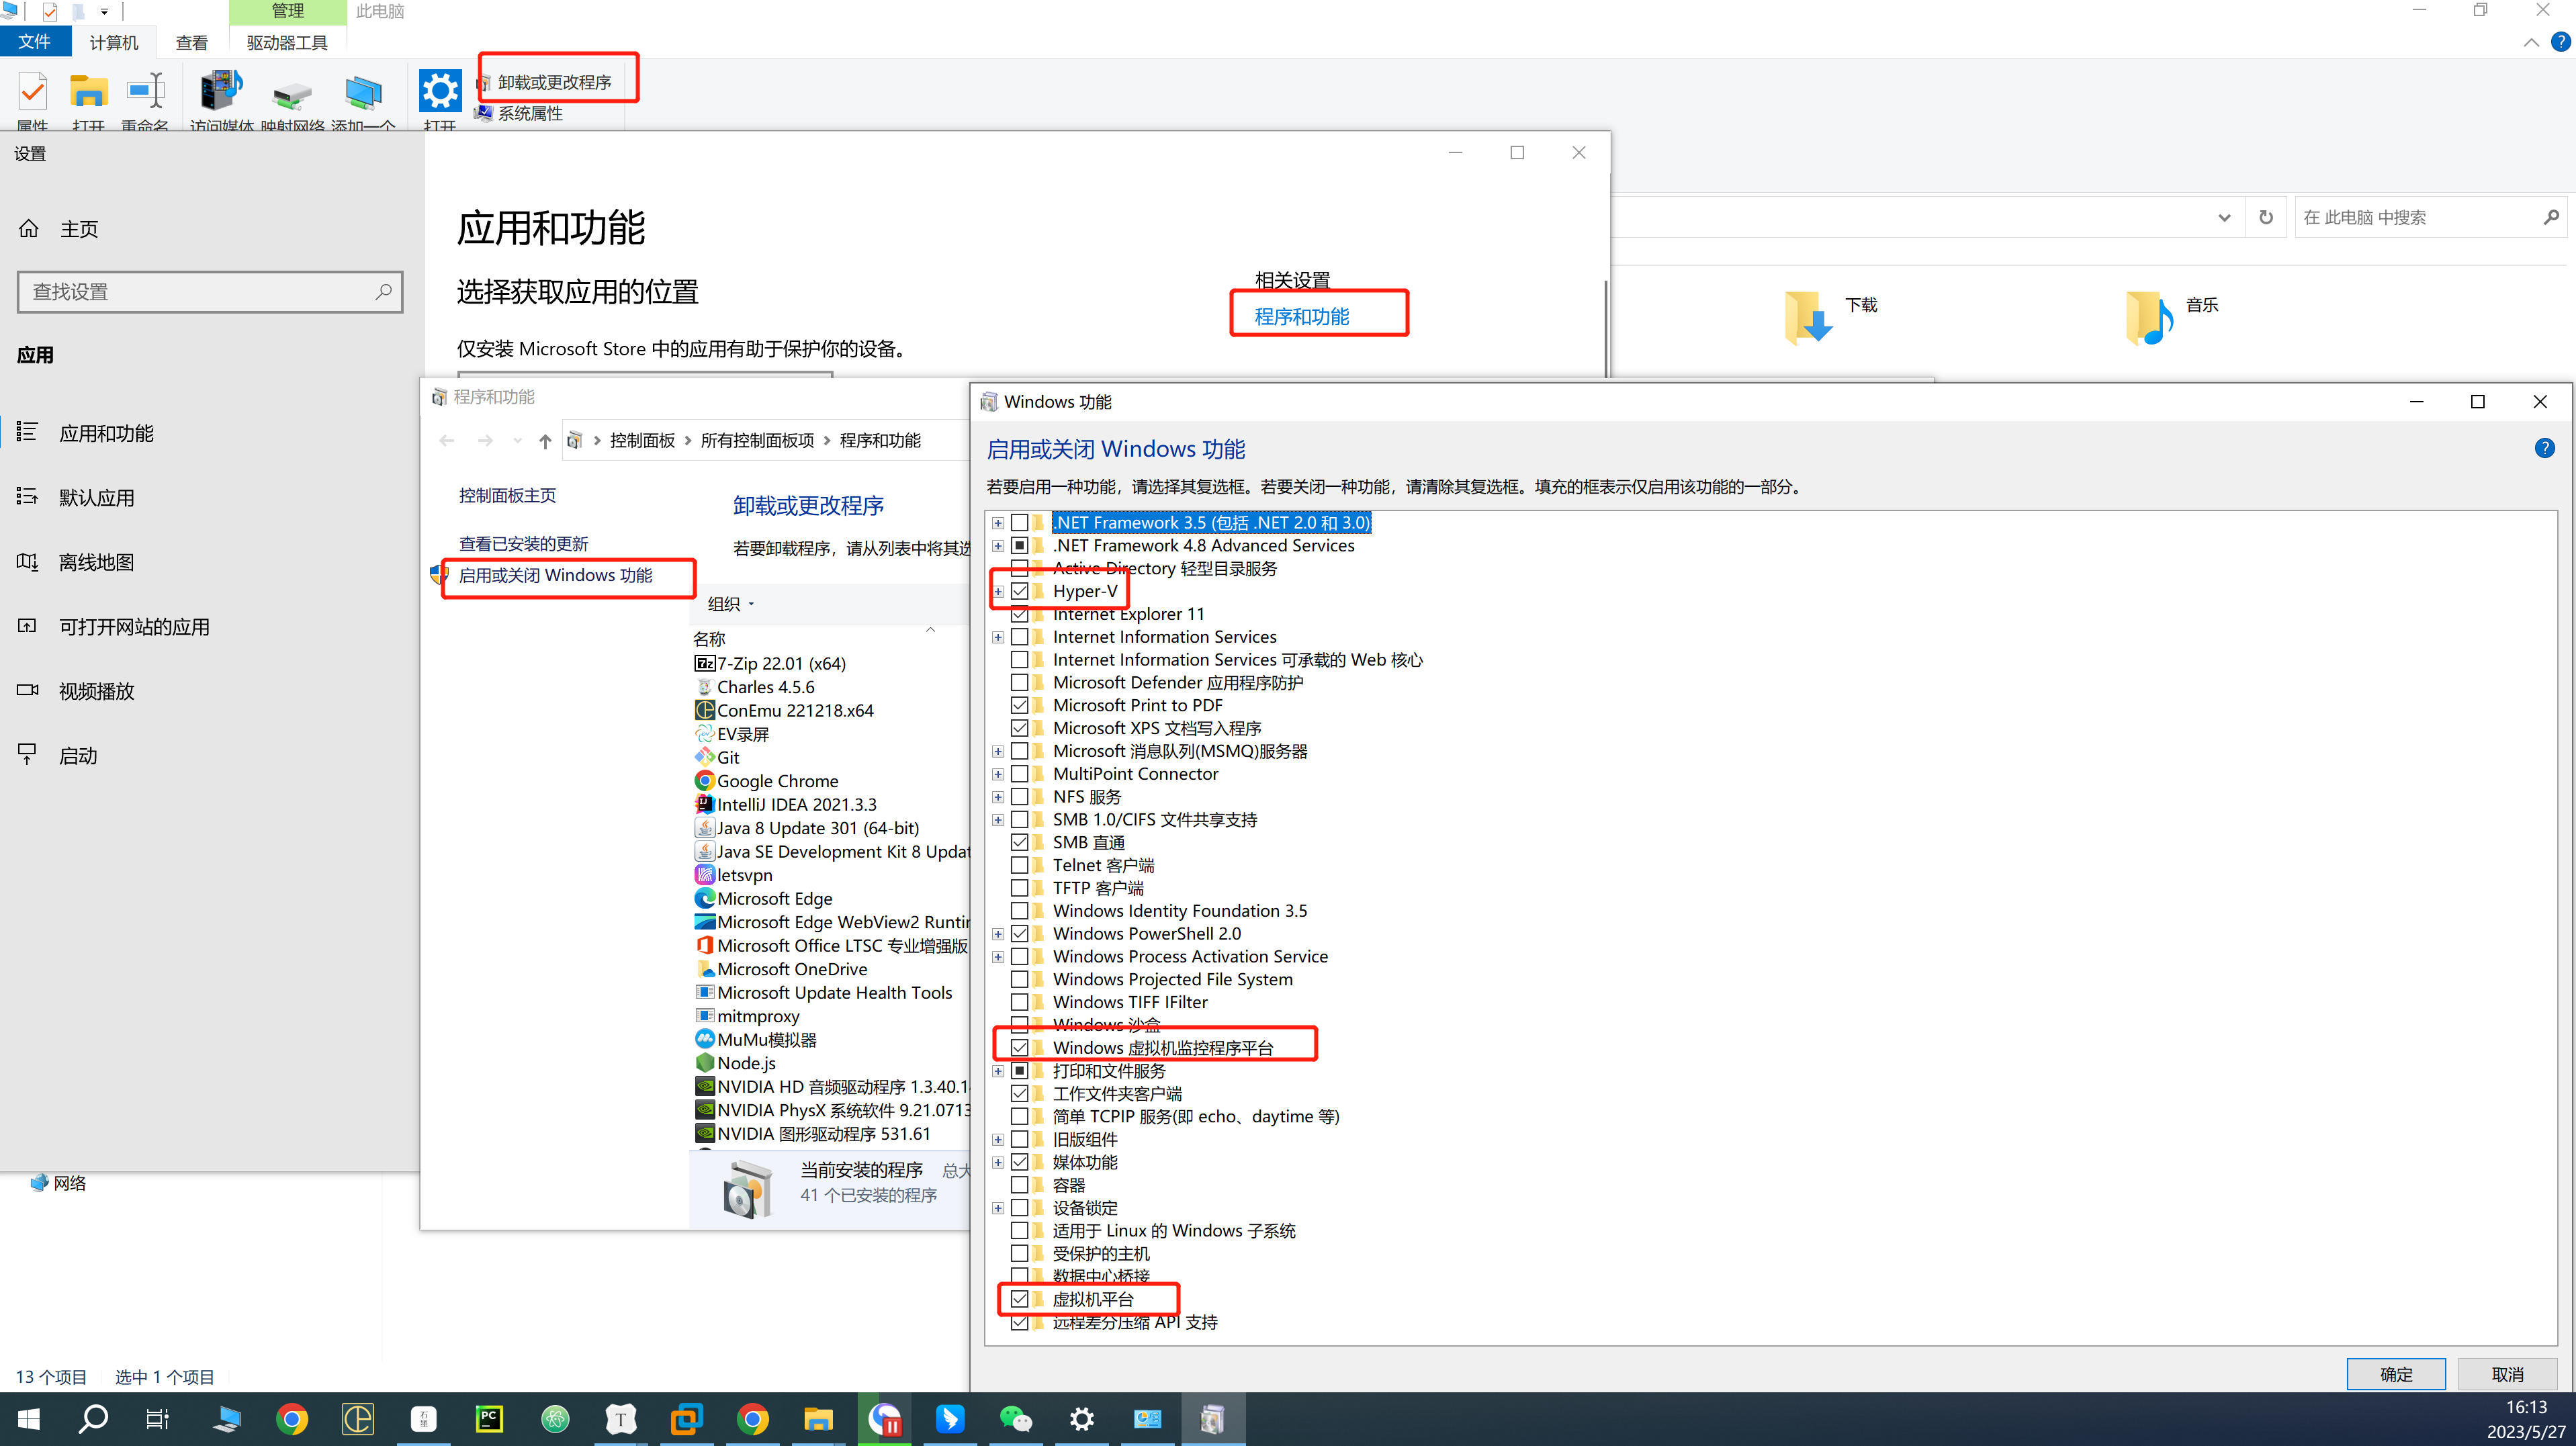 管理
此电脑
文件
计算机
查看
驱动器工具
卸载或更改程序
系统属性
属性
打开
重命名
访问媒体
映射网络
添加一个
打开
设置
主页
查找设置
应用
应用和功能
默认应用
离线地图
可打开网站的应用
视频播放
启动
应用和功能
选择获取应用的位置
仅安装 Microsoft Store 中的应用有助于保护你的设备。
相关设置
程序和功能
在 此电脑 中搜索
下载
音乐
程序和功能
控制面板
所有控制面板项
程序和功能
控制面板主页
查看已安装的更新
启用或关闭 Windows 功能
卸载或更改程序
若要卸载程序，请从列表中将其选
组织
名称
7-Zip 22.01 (x64)
Charles 4.5.6
ConEmu 221218.x64
EV录屏
Git
Google Chrome
IntelliJ IDEA 2021.3.3
Java 8 Update 301 (64-bit)
Java SE Development Kit 8 Updat
letsvpn
Microsoft Edge
Microsoft Edge WebView2 Runtin
Microsoft Office LTSC 专业增强版
Microsoft OneDrive
Microsoft Update Health Tools
mitmproxy
MuMu模拟器
Node.js
NVIDIA HD 音频驱动程序 1.3.40.1
NVIDIA PhysX 系统软件 9.21.0713
NVIDIA 图形驱动程序 531.61
当前安装的程序
总大
41 个已安装的程序
Windows 功能
启用或关闭 Windows 功能
若要启用一种功能，请选择其复选框。若要关闭一种功能，请清除其复选框。填充的框表示仅启用该功能的一部分。
.NET Framework 3.5 (包括 .NET 2.0 和 3.0)
.NET Framework 4.8 Advanced Services
Active Directory 轻型目录服务
Hyper-V
Internet Explorer 11
Internet Information Services
Internet Information Services 可承载的 Web 核心
Microsoft Defender 应用程序防护
Microsoft Print to PDF
Microsoft XPS 文档写入程序
Microsoft 消息队列(MSMQ)服务器
MultiPoint Connector
NFS 服务
SMB 1.0/CIFS 文件共享支持
SMB 直通
Telnet 客户端
TFTP 客户端
Windows Identity Foundation 3.5
Windows PowerShell 2.0
Windows Process Activation Service
Windows Projected File System
Windows TIFF IFilter
Windows 沙盒
Windows 虚拟机监控程序平台
打印和文件服务
工作文件夹客户端
简单 TCPIP 服务(即 echo、daytime 等)
旧版组件
媒体功能
容器
设备锁定
适用于 Linux 的 Windows 子系统
受保护的主机
数据中心桥接
虚拟机平台
远程差分压缩 API 支持
确定
取消
网络
13 个项目
选中 1 个项目
16:13
2023/5/27